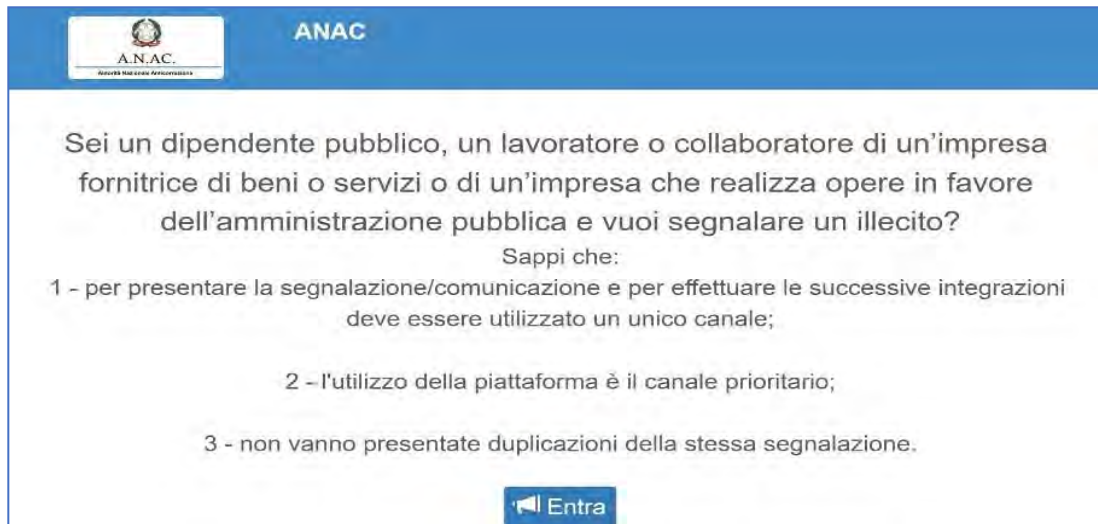 ANAC
A.N.AC.
Autorità Nazionale Anticorruzione
Sei un dipendente pubblico, un lavoratore o collaboratore di un'impresa
fornitrice di beni o servizi o di un'impresa che realizza opere in favore
dell'amministrazione pubblica e vuoi segnalare un illecito?
Sappi che:
1 - per presentare la segnalazione/comunicazione e per effettuare le successive integrazioni
deve essere utilizzato un unico canale;
2 - l'utilizzo della piattaforma è il canale prioritario;
3 - non vanno presentate duplicazioni della stessa segnalazione.
Entra